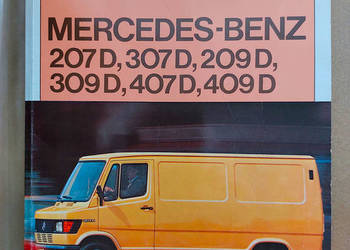 MERCEDES-BENZ
207 D, 307 D, 209 D,
309 D, 407 D, 409 D